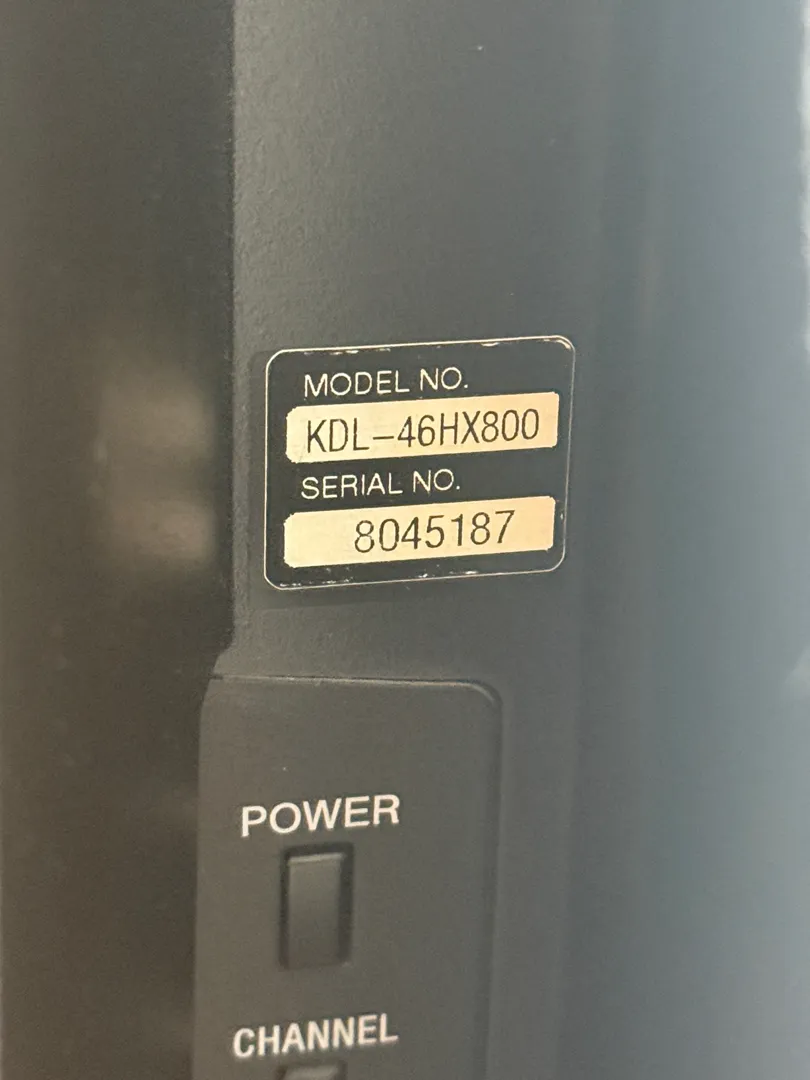 MODEL NO.
KDL-46HX800
SERIAL NO.
8045187
POWER
CHANNEL